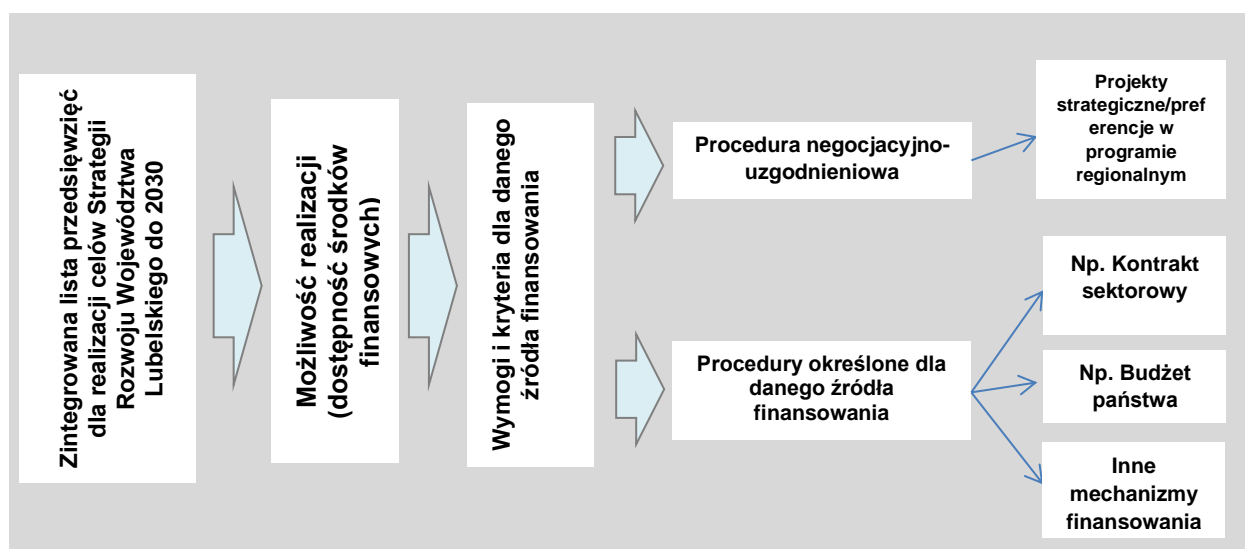 Zintegrowana lista przedsięwzięć
dla realizacji celów Strategii
Rozwoju Województwa
Lubelskiego do 2030
Możliwość realizacji
(dostępność środków
finansowych)
Wymogi i kryteria dla danego
źródła finansowania
Procedura negocjacyjno-
uzgodnieniowa
Projekty
strategiczne/pref
erencje w
programie
regionalnym
Procedury określone dla
danego źródła
finansowania
Np. Kontrakt
sektorowy
Np. Budżet
państwa
Inne
mechanizmy
finansowania